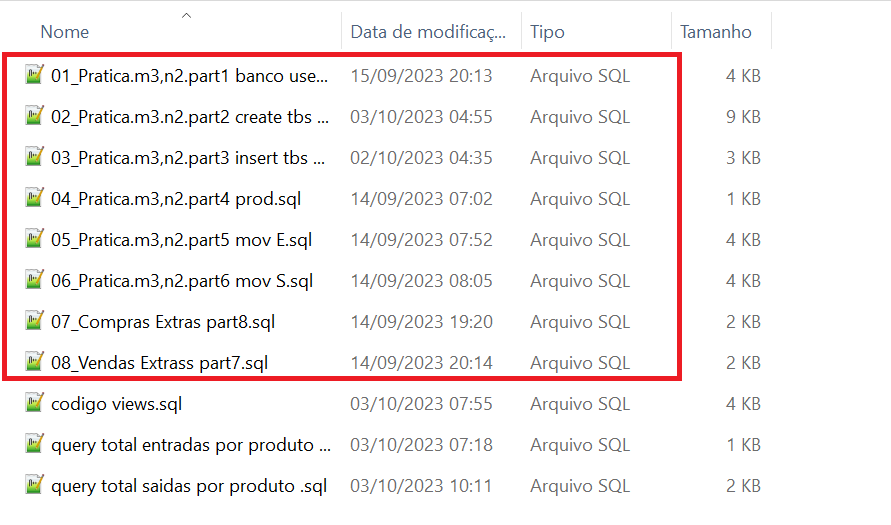 Nome Data de modificaç... Tipo Tamanho
01_Pratica.m3,n2.part1 banco use... 15/09/2023 20:13 Arquivo SQL 4 KB
02_Pratica.m3.n2.part2 create tbs ... 03/10/2023 04:55 Arquivo SQL 9 KB
03_Pratica.m3,n2.part3 insert tbs ... 02/10/2023 04:35 Arquivo SQL 3 KB
04_Pratica.m3,n2.part4 prod.sql 14/09/2023 07:02 Arquivo SQL 1 KB
05_Pratica.m3,n2.part5 mov E.sql 14/09/2023 07:52 Arquivo SQL 4 KB
06_Pratica.m3,n2.part6 mov S.sql 14/09/2023 08:05 Arquivo SQL 4 KB
07_Compras Extras part8.sql 14/09/2023 19:20 Arquivo SQL 2 KB
08_Vendas Extrass part7.sql 14/09/2023 20:14 Arquivo SQL 2 KB
codigo views.sql 03/10/2023 07:55 Arquivo SQL 4 KB
query total entradas por produto ... 03/10/2023 07:18 Arquivo SQL 1 KB
query total saidas por produto .sql 03/10/2023 10:11 Arquivo SQL 2 KB